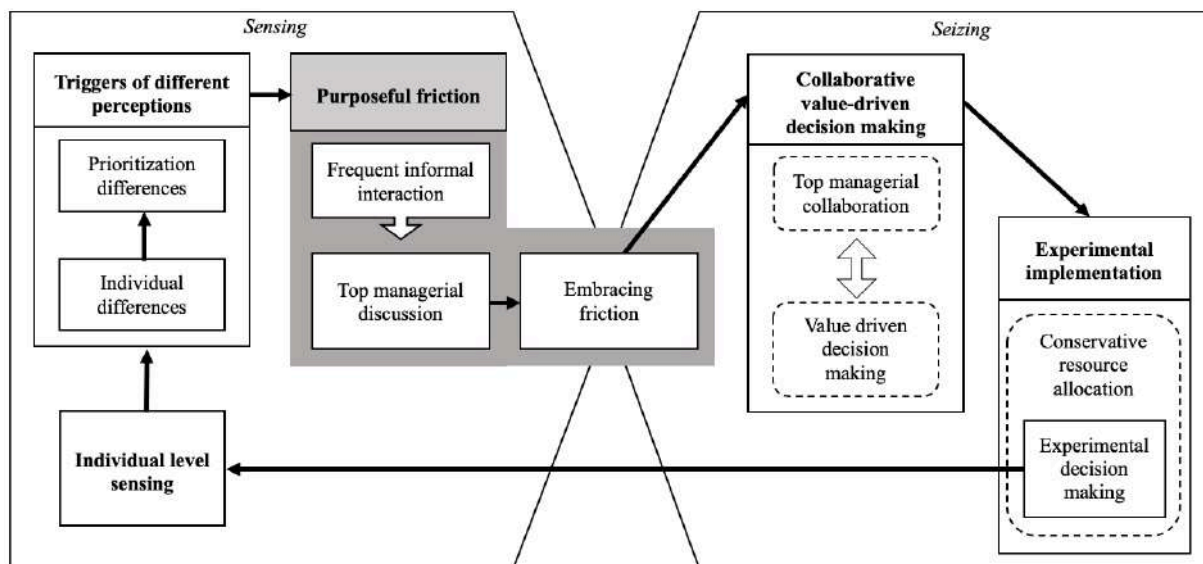 Sensing
Seizing
Triggers of different
perceptions
Prioritization
differences
Individual
differences
Individual level
sensing
Purposeful friction
Frequent informal
interaction
Top managerial
discussion
Embracing
friction
Collaborative
value-driven
decision making
Top managerial
collaboration
Value driven
decision
making
Experimental
implementation
Conservative
resource
allocation
Experimental
decision
making